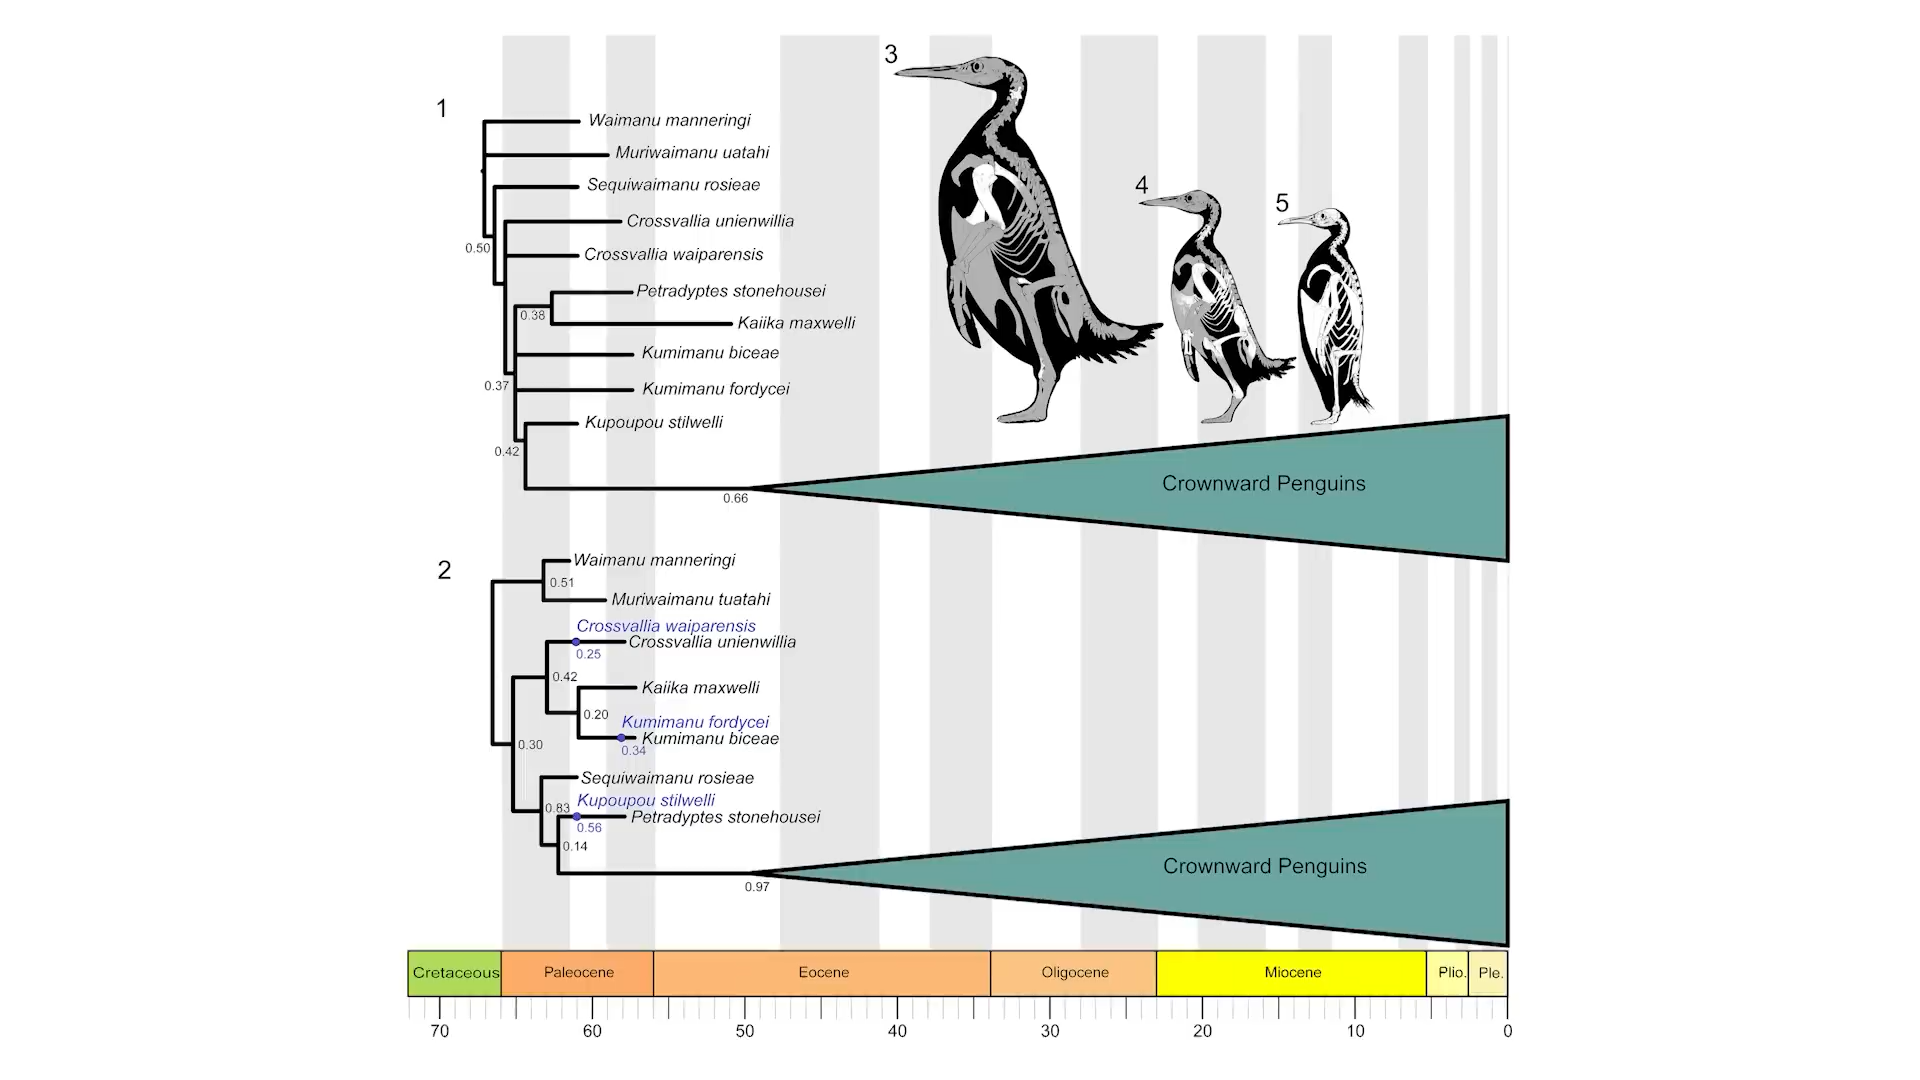 3
1
Waimanu manneringi
Muriwaimanu uatahi
4
Sequiwaimanu rosieae
5
Crossvallia unienwillia
0.50
Crossvallia waiparensis
Petradyptes stonehousei
0.38
Kaiika maxwelli
Kumimanu biceae
0.37
Kumimanu fordycei
Kupoupou stilwelli
0.42
Crownward Penguins
0.66
2
Waimanu manneringi
0.51
Muriwaimanu tuatahi
Crossvallia waiparensis
Crossvallia unienwillia
0.25
0.42
Kaiika maxwelli
0.20
Kumimanu fordycei
Kumimanu biceae
0.34
0.30
Sequiwaimanu rosieae
Kupoupou stilwelli
0.83
Petradyptes stonehousei
0.56
0.14
Crownward Penguins
0.97
Cretaceous Paleocene Eocene Oligocene Miocene Plio. Ple.
70 60 50 40 30 20 10 0